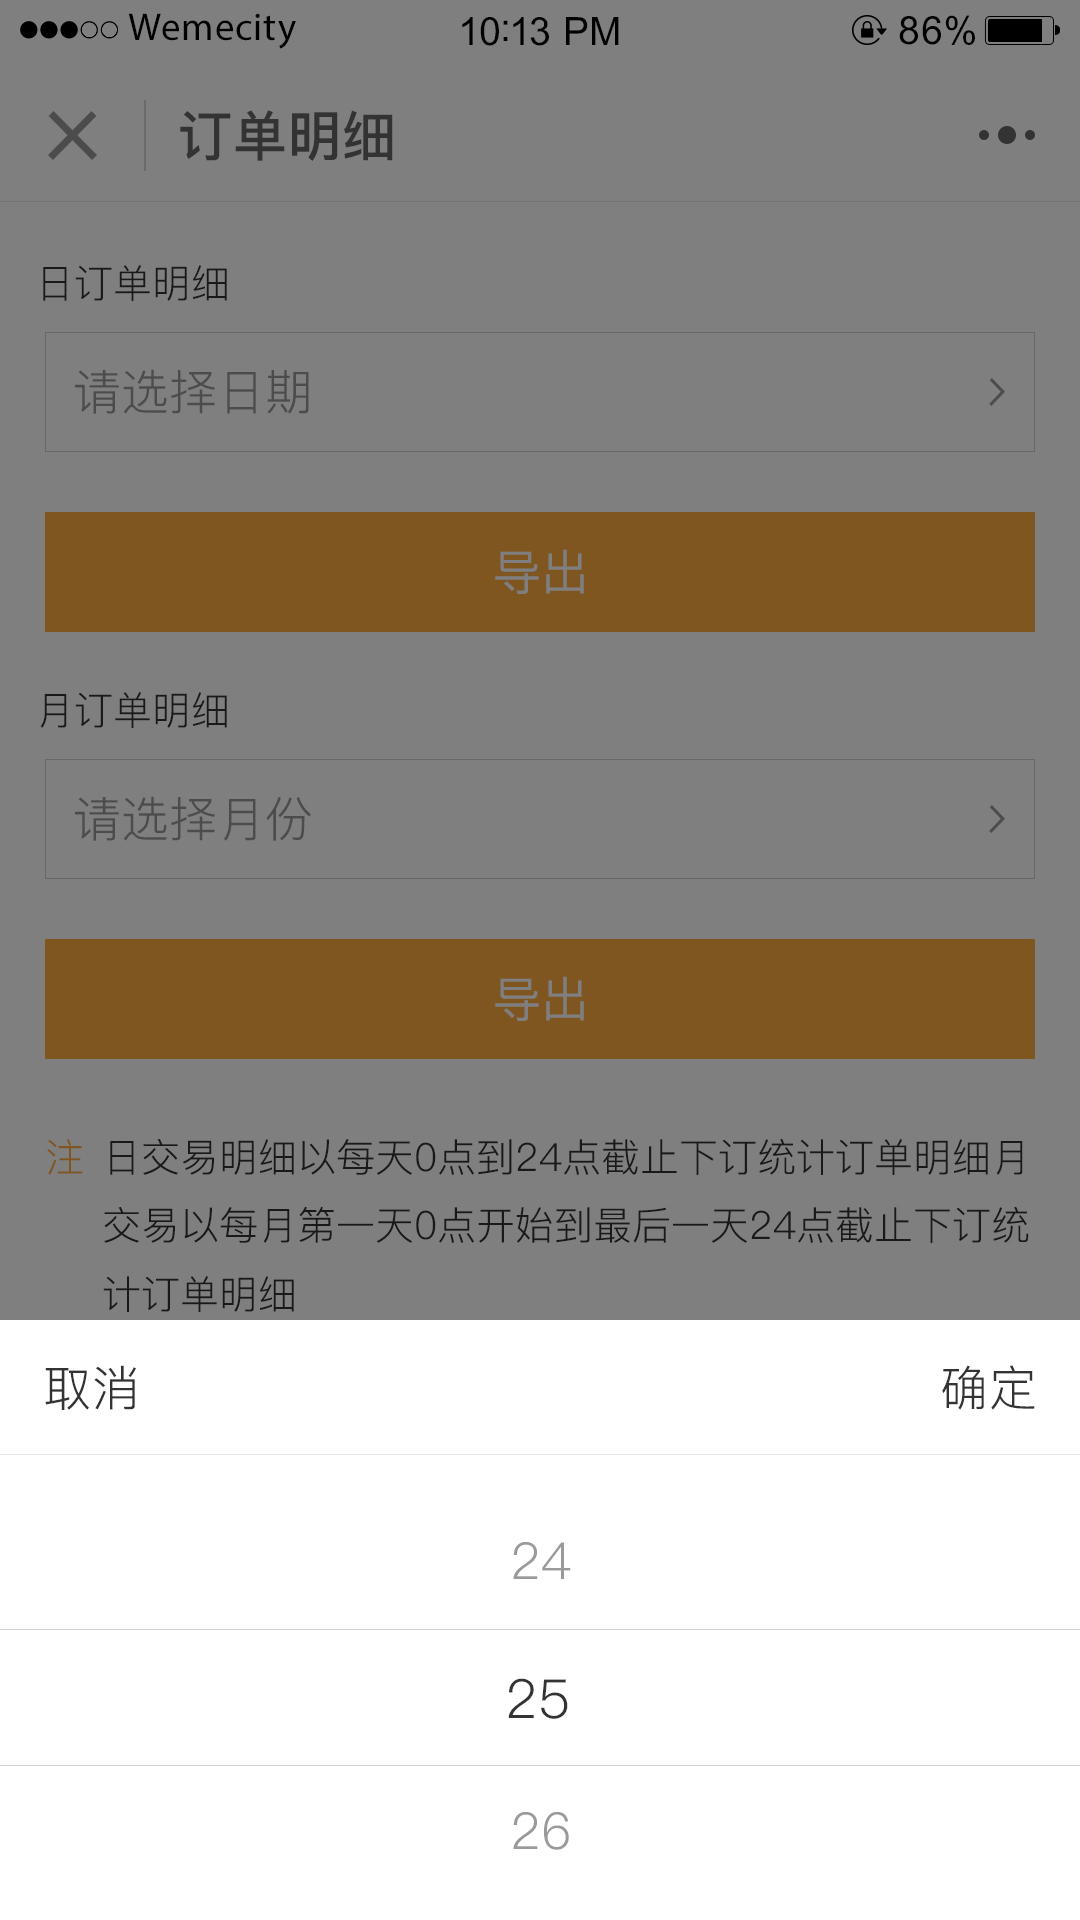 Wemecity 10:13 PM 86%
订单明细
日订单明细
请选择日期
导出
月订单明细
请选择月份
导出
注 日交易明细以每天0点到24点截止下订统计订单明细月
交易以每月第一天0点开始到最后一天24点截止下订统
计订单明细
取消 确定
24
25
26